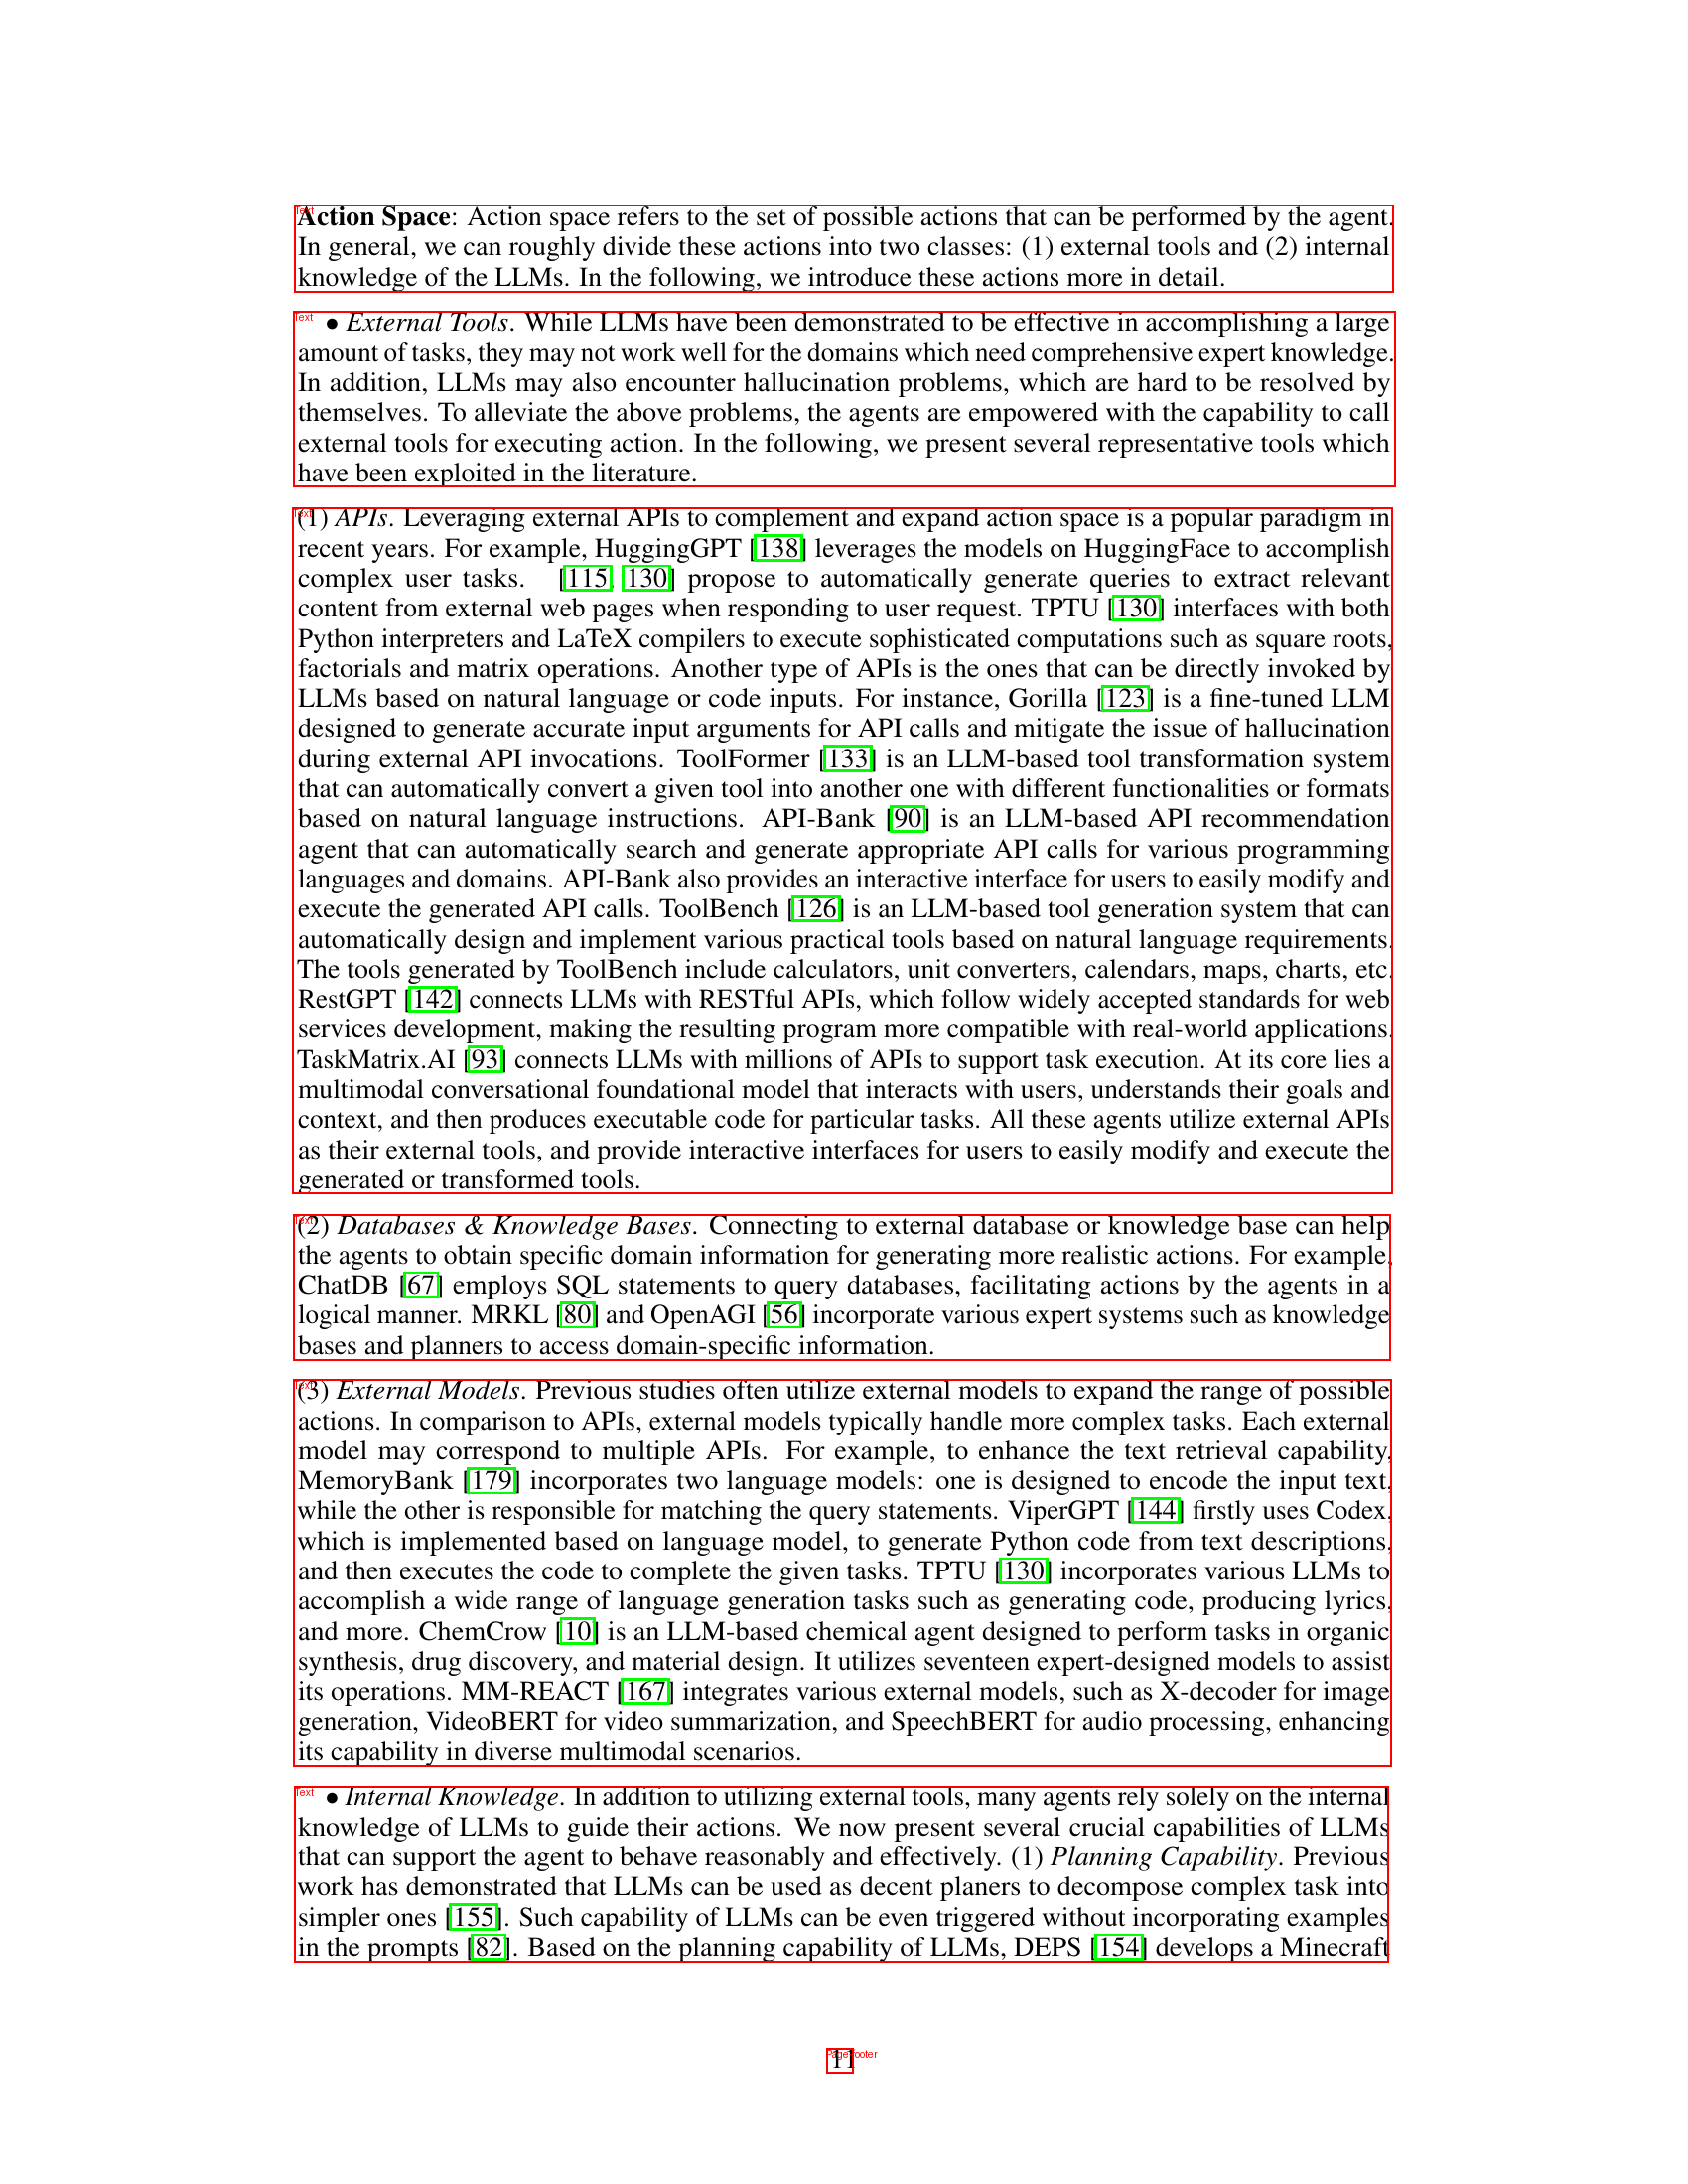 Text
Action Space: Action space refers to the set of possible actions that can be performed by the agent.
In general, we can roughly divide these actions into two classes: (1) external tools and (2) internal
knowledge of the LLMs. In the following, we introduce these actions more in detail.
Text
• External Tools. While LLMs have been demonstrated to be effective in accomplishing a large
amount of tasks, they may not work well for the domains which need comprehensive expert knowledge.
In addition, LLMs may also encounter hallucination problems, which are hard to be resolved by
themselves. To alleviate the above problems, the agents are empowered with the capability to call
external tools for executing action. In the following, we present several representative tools which
have been exploited in the literature.
Text
(1) APIs. Leveraging external APIs to complement and expand action space is a popular paradigm in
recent years. For example, HuggingGPT [138] leverages the models on HuggingFace to accomplish
complex user tasks. [115, 130] propose to automatically generate queries to extract relevant
content from external web pages when responding to user request. TPTU [130] interfaces with both
Python interpreters and LaTeX compilers to execute sophisticated computations such as square roots,
factorials and matrix operations. Another type of APIs is the ones that can be directly invoked by
LLMs based on natural language or code inputs. For instance, Gorilla [123] is a fine-tuned LLM
designed to generate accurate input arguments for API calls and mitigate the issue of hallucination
during external API invocations. ToolFormer [133] is an LLM-based tool transformation system
that can automatically convert a given tool into another one with different functionalities or formats
based on natural language instructions. API-Bank [90] is an LLM-based API recommendation
agent that can automatically search and generate appropriate API calls for various programming
languages and domains. API-Bank also provides an interactive interface for users to easily modify and
execute the generated API calls. ToolBench [126] is an LLM-based tool generation system that can
automatically design and implement various practical tools based on natural language requirements.
The tools generated by ToolBench include calculators, unit converters, calendars, maps, charts, etc.
RestGPT [142] connects LLMs with RESTful APIs, which follow widely accepted standards for web
services development, making the resulting program more compatible with real-world applications.
TaskMatrix.AI [93] connects LLMs with millions of APIs to support task execution. At its core lies a
multimodal conversational foundational model that interacts with users, understands their goals and
context, and then produces executable code for particular tasks. All these agents utilize external APIs
as their external tools, and provide interactive interfaces for users to easily modify and execute the
generated or transformed tools.
Text
(2) Databases & Knowledge Bases. Connecting to external database or knowledge base can help
the agents to obtain specific domain information for generating more realistic actions. For example,
ChatDB [67] employs SQL statements to query databases, facilitating actions by the agents in a
logical manner. MRKL [80] and OpenAGI [56] incorporate various expert systems such as knowledge
bases and planners to access domain-specific information.
Text
(3) External Models. Previous studies often utilize external models to expand the range of possible
actions. In comparison to APIs, external models typically handle more complex tasks. Each external
model may correspond to multiple APIs. For example, to enhance the text retrieval capability,
MemoryBank [179] incorporates two language models: one is designed to encode the input text,
while the other is responsible for matching the query statements. ViperGPT [144] firstly uses Codex,
which is implemented based on language model, to generate Python code from text descriptions,
and then executes the code to complete the given tasks. TPTU [130] incorporates various LLMs to
accomplish a wide range of language generation tasks such as generating code, producing lyrics,
and more. ChemCrow [10] is an LLM-based chemical agent designed to perform tasks in organic
synthesis, drug discovery, and material design. It utilizes seventeen expert-designed models to assist
its operations. MM-REACT [167] integrates various external models, such as X-decoder for image
generation, VideoBERT for video summarization, and SpeechBERT for audio processing, enhancing
its capability in diverse multimodal scenarios.
Text
• Internal Knowledge. In addition to utilizing external tools, many agents rely solely on the internal
knowledge of LLMs to guide their actions. We now present several crucial capabilities of LLMs
that can support the agent to behave reasonably and effectively. (1) Planning Capability. Previous
work has demonstrated that LLMs can be used as decent planers to decompose complex task into
simpler ones [155]. Such capability of LLMs can be even triggered without incorporating examples
in the prompts [82]. Based on the planning capability of LLMs, DEPS [154] develops a Minecraft
Page-footer
11